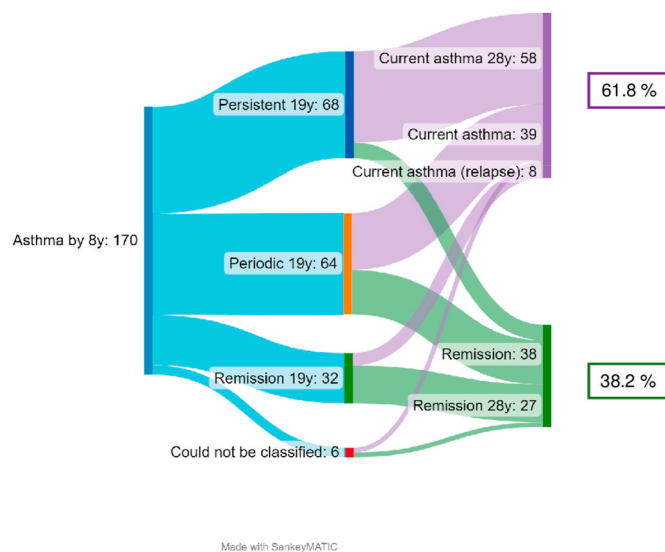 Current asthma 28y: 58
61.8 %
Persistent 19y: 68
Current asthma: 39
Current asthma (relapse): 8
Asthma by 8y: 170
Periodic 19y: 64
Remission: 38
Remission 19y: 32
38.2 %
Remission 28y: 27
Could not be classified: 6
Made with SankeyMATIC